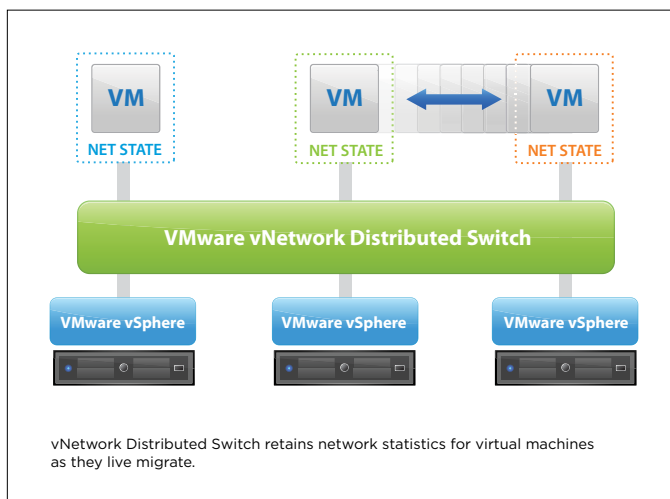 VM
VM
VM
NET STATE
NET STATE
NET STATE
VMware vNetwork Distributed Switch
VMware vSphere
VMware vSphere
VMware vSphere
vNetwork Distributed Switch retains network statistics for virtual machines
as they live migrate.